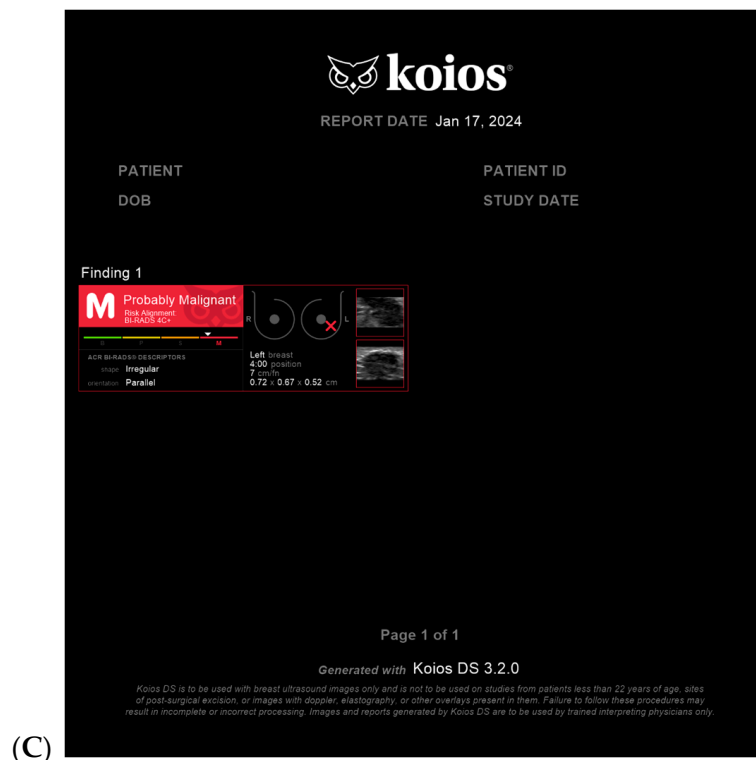 koios®
REPORT DATE Jan 17, 2024
PATIENT PATIENT ID
DOB STUDY DATE
Finding 1
M Probably Malignant
Risk Alignment
BI-RADS 4C+
B P S M
R L
ACR BI-RADS® DESCRIPTORS
shape Irregular
orientation Parallel
Left breast
4:00 position
7 cm/fn
0.72 x 0.67 x 0.52 cm
Page 1 of 1
Generated with Koios DS 3.2.0
Koios DS is to be used with breast ultrasound images only and is not to be used on studies from patients less than 22 years of age, sites
of post-surgical excision, or images with doppler, elastography, or other overlays present in them. Failure to follow these procedures may
result in incomplete or incorrect processing. Images and reports generated by Koios DS are to be used by trained interpreting physicians only.
(C)